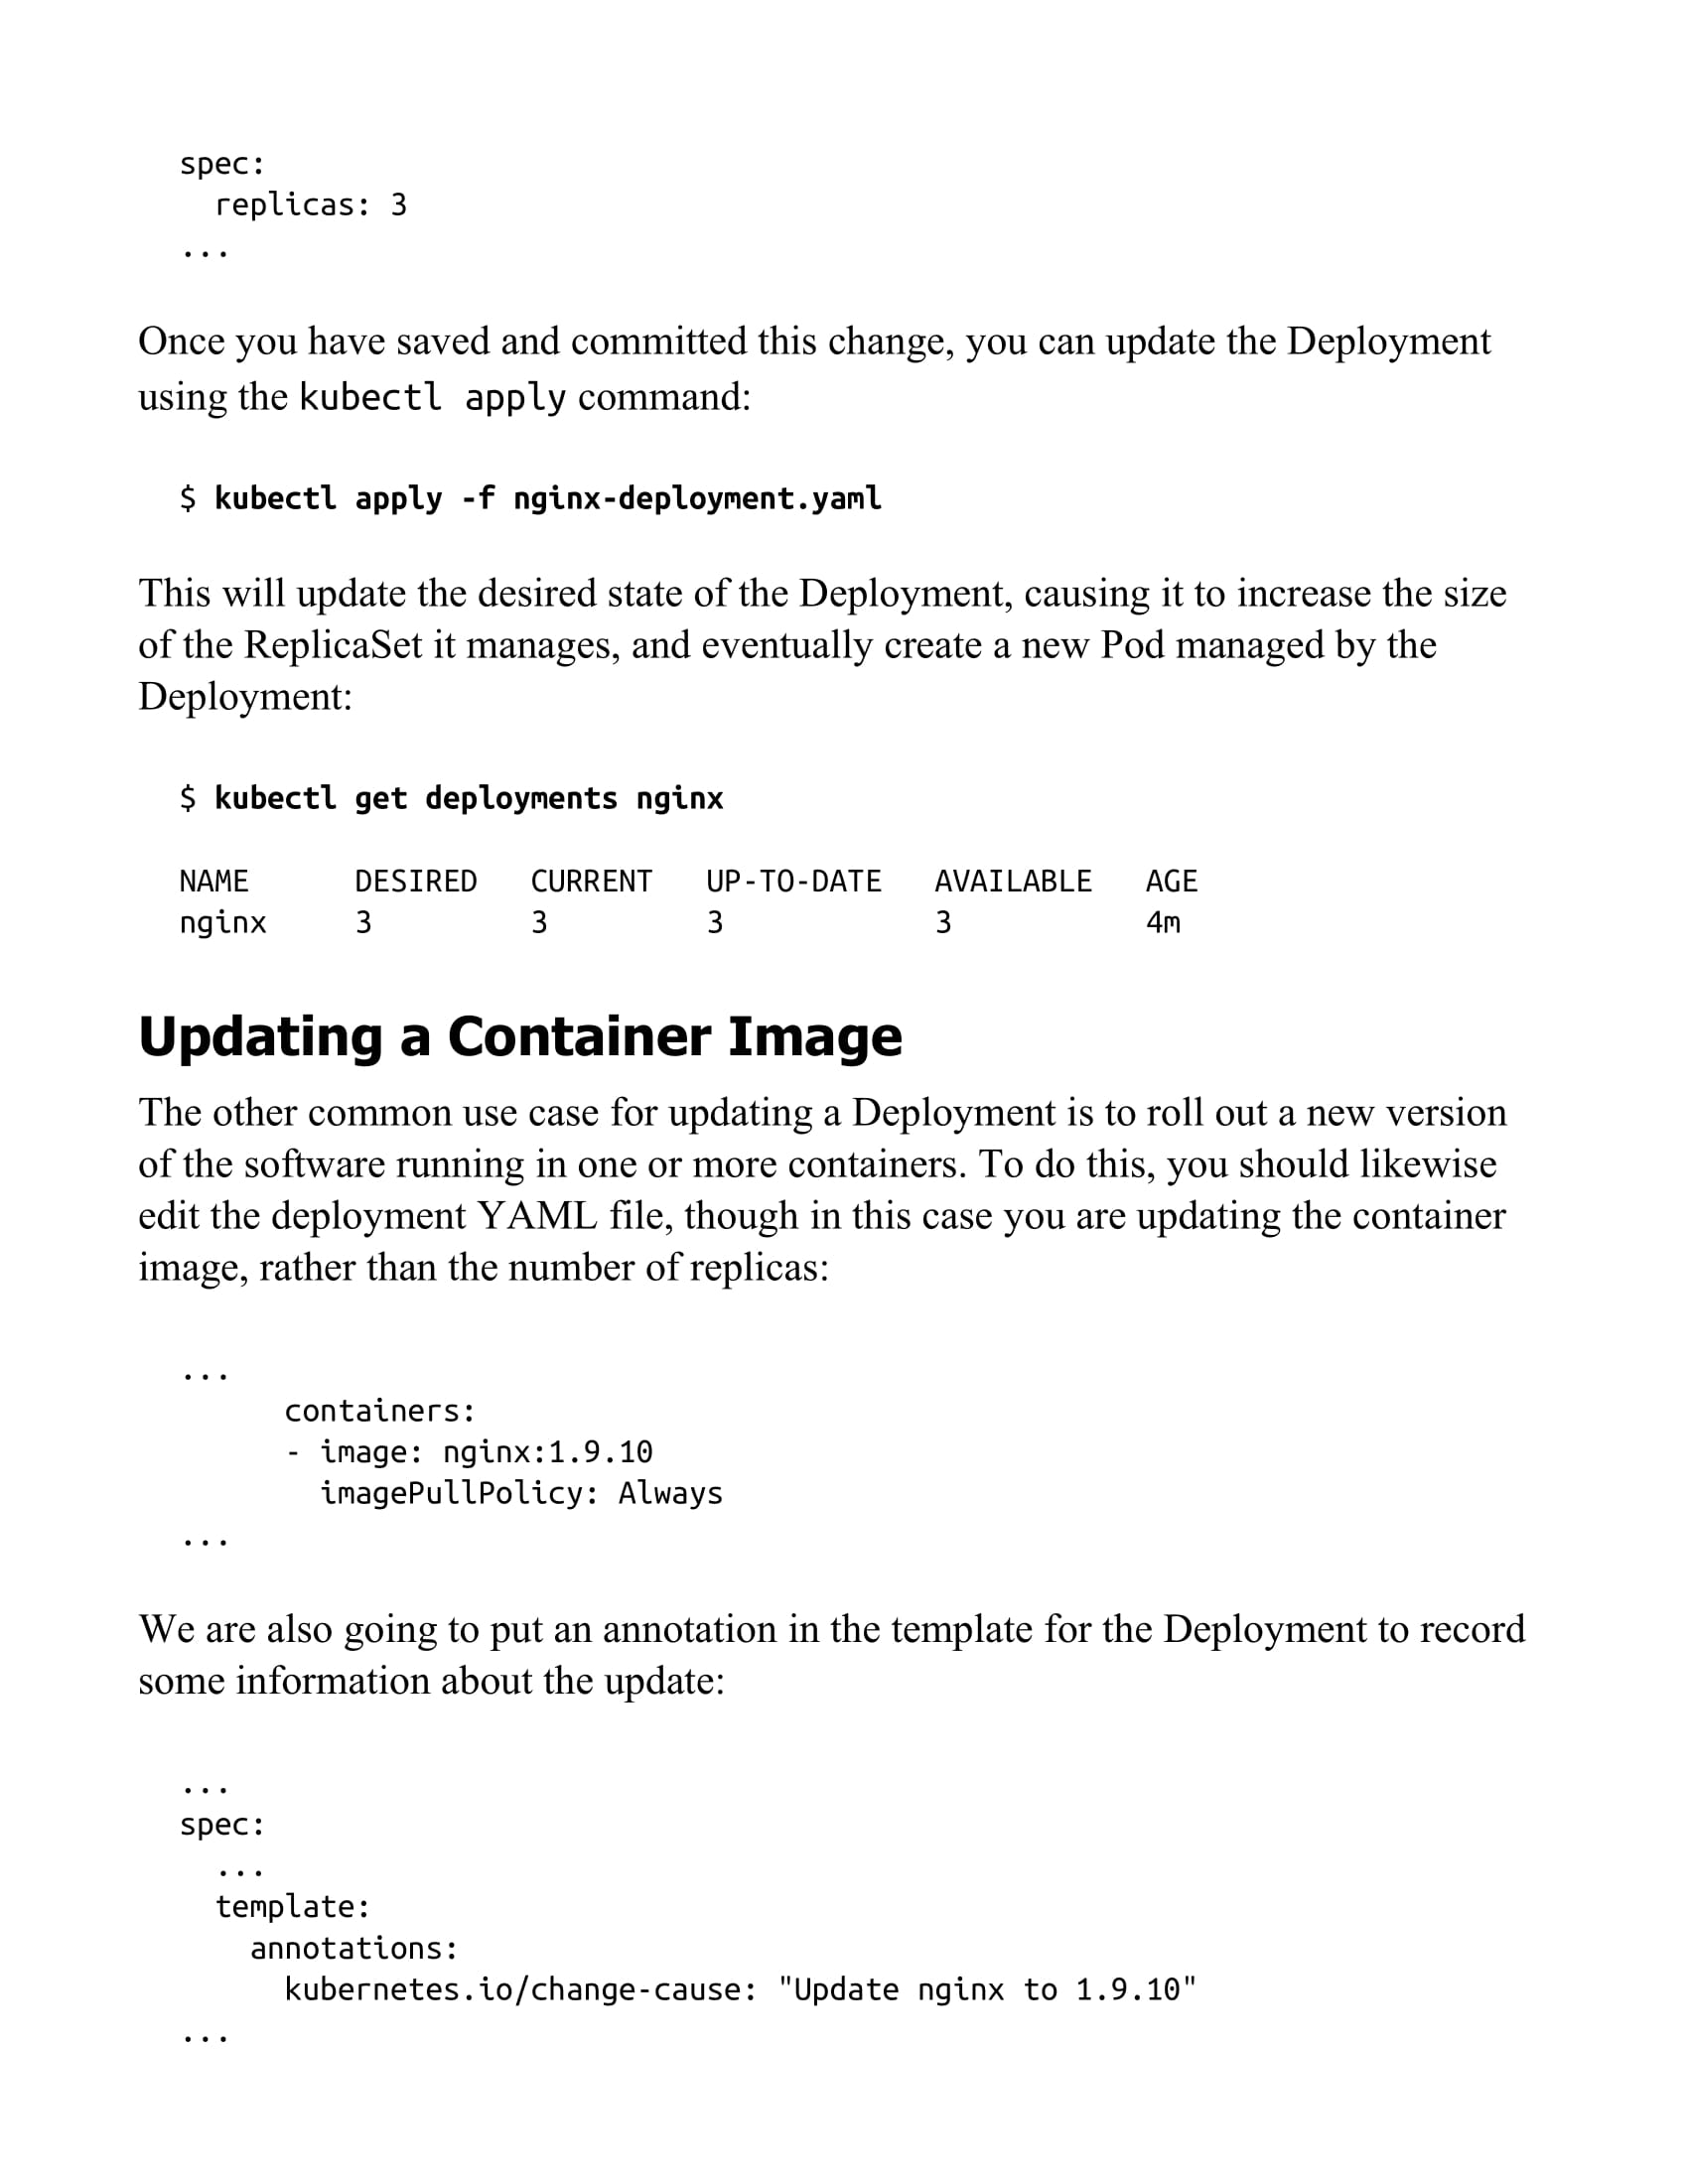 spec:
  replicas: 3
...
Once you have saved and committed this change, you can update the Deployment
using the kubectl apply command:
$ kubectl apply -f nginx-deployment.yaml
This will update the desired state of the Deployment, causing it to increase the size
of the ReplicaSet it manages, and eventually create a new Pod managed by the
Deployment:
$ kubectl get deployments nginx
NAME      DESIRED   CURRENT   UP-TO-DATE   AVAILABLE   AGE
nginx     3         3         3            3           4m
Updating a Container Image
The other common use case for updating a Deployment is to roll out a new version
of the software running in one or more containers. To do this, you should likewise
edit the deployment YAML file, though in this case you are updating the container
image, rather than the number of replicas:
...
      containers:
      - image: nginx:1.9.10
        imagePullPolicy: Always
...
We are also going to put an annotation in the template for the Deployment to record
some information about the update:
...
spec:
  ...
  template:
    annotations:
      kubernetes.io/change-cause: "Update nginx to 1.9.10"
...